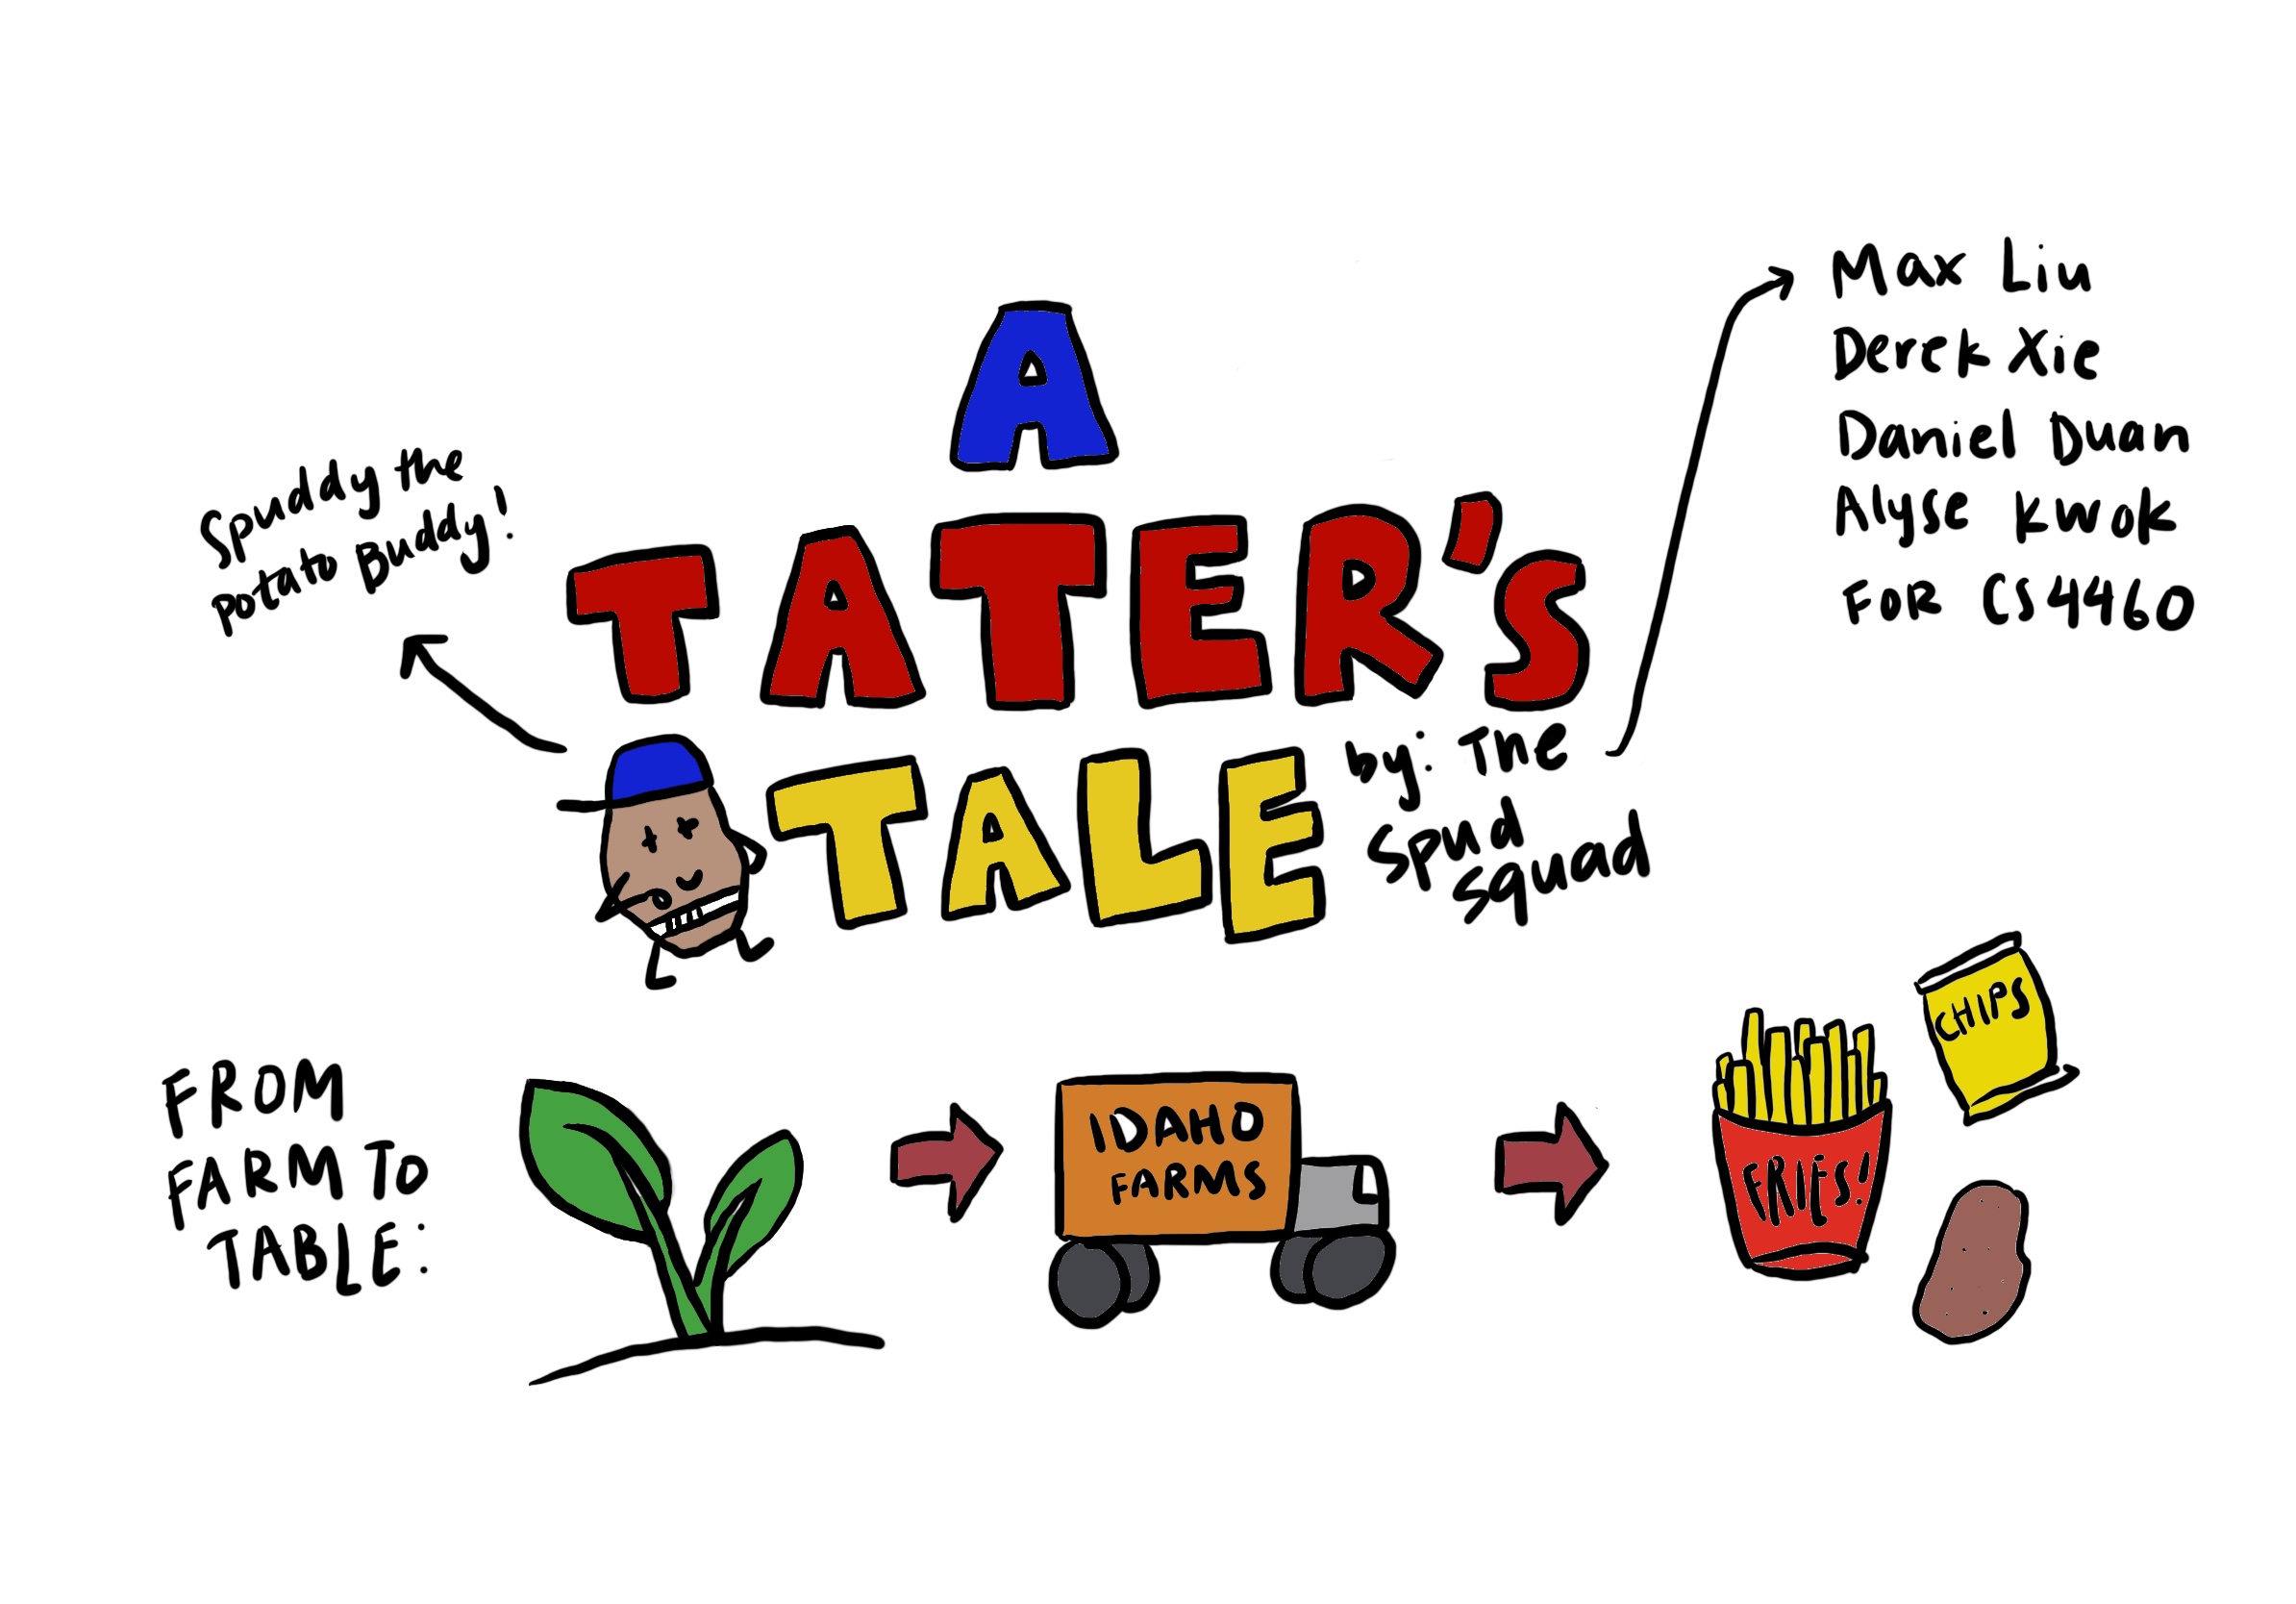 A
TATER'S
TALE
by: The
Spud
Squad
Max Liu
Derek Xie
Daniel Duan
Alyse Kwok
FOR CS4460
Spuddy the
potato Buddy!
FROM
FARM TO
TABLE:
IDAHO
FARMS
FRIES!
CHIPS